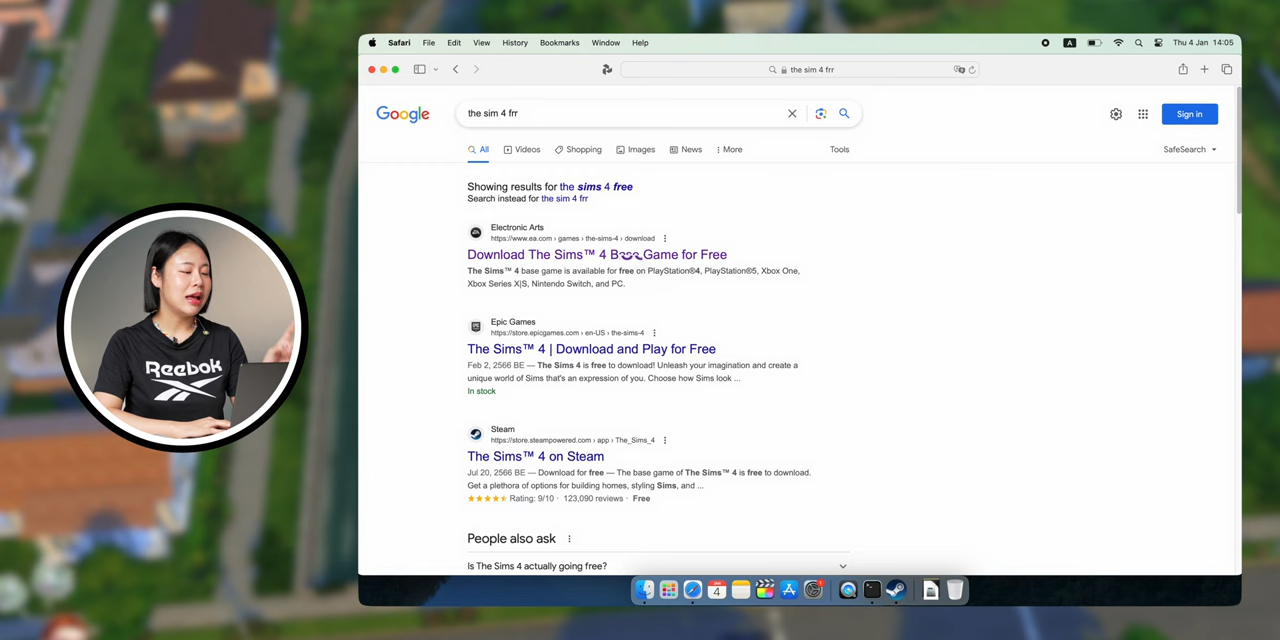 Safari File Edit View History Bookmarks Window Help
A
Thu 4 Jan 14:05
the sim 4 frr
Google
the sim 4 frr
Sign in
All Videos Shopping Images News More Tools
SafeSearch
Showing results for the sims 4 free
Search instead for the sim 4 frr
Electronic Arts
https://www.ea.com › games › the-sims-4 › download
Download The Sims™ 4 Game for Free
The Sims™ 4 base game is available for free on PlayStation®4, PlayStation®5, Xbox One,
Xbox Series X|S, Nintendo Switch, and PC.
Epic Games
https://store.epicgames.com › en-US › the-sims-4
The Sims™ 4 | Download and Play for Free
Feb 2, 2566 BE — The Sims 4 is free to download! Unleash your imagination and create a
unique world of Sims that's an expression of you. Choose how Sims look ...
In stock
Steam
https://store.steampowered.com › app › The_Sims_4
The Sims™ 4 on Steam
Jul 20, 2566 BE — Download for free — The base game of The Sims™ 4 is free to download.
Get a plethora of options for building homes, styling Sims, and ...
Rating: 9/10 · 123,090 reviews · Free
People also ask
Is The Sims 4 actually going free?
Reebok
4